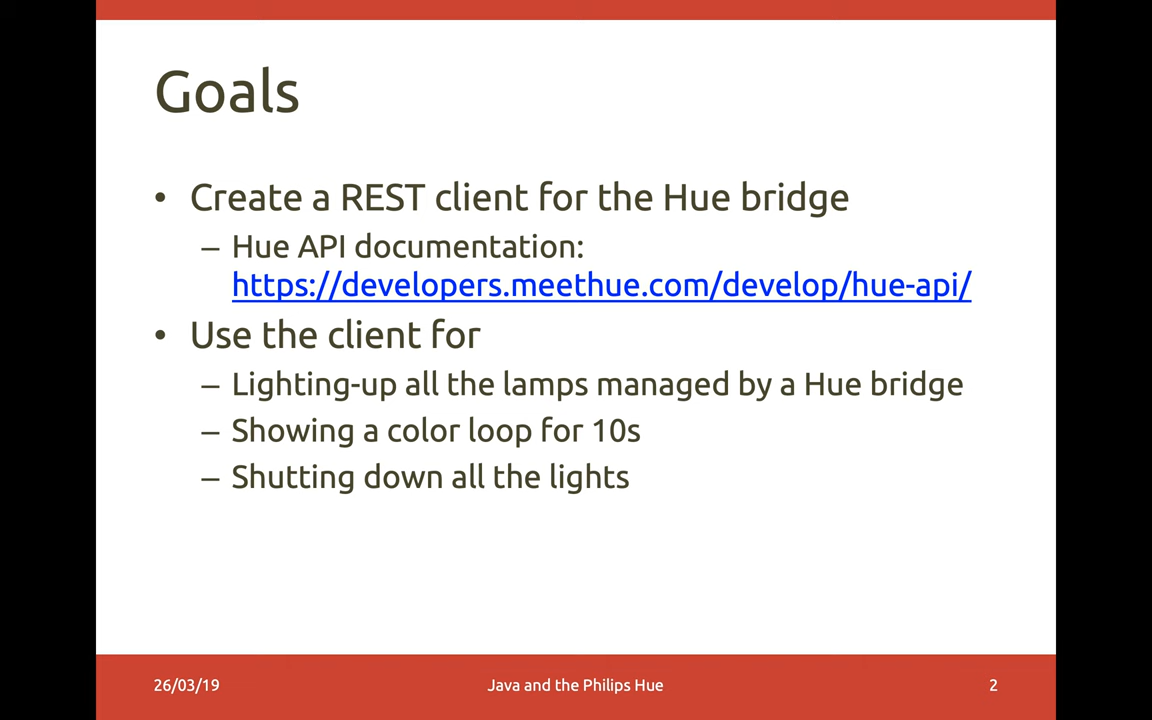 Goals
• Create a REST client for the Hue bridge
– Hue API documentation:
https://developers.meethue.com/develop/hue-api/
• Use the client for
– Lighting-up all the lamps managed by a Hue bridge
– Showing a color loop for 10s
– Shutting down all the lights
26/03/19
Java and the Philips Hue
2